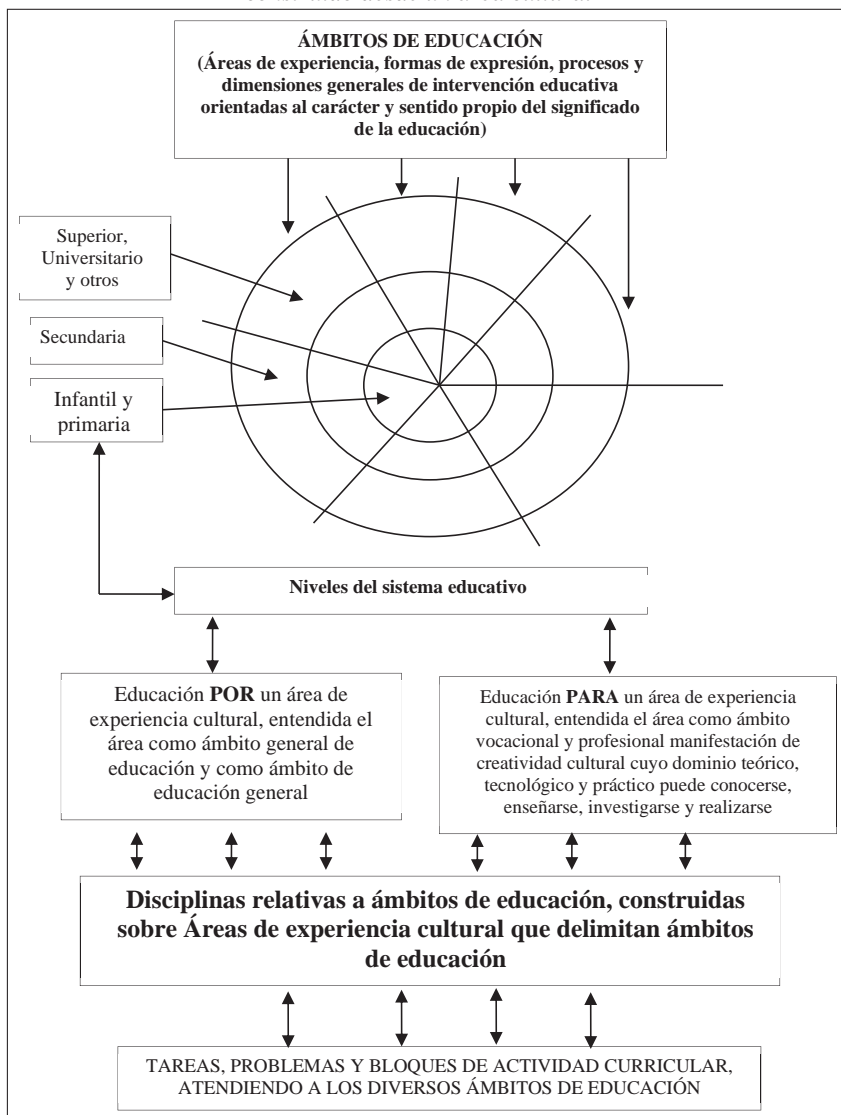 ÁMBITOS DE EDUCACIÓN
(Áreas de experiencia, formas de expresión, procesos y
dimensiones generales de intervención educativa
orientadas al carácter y sentido propio del significado
de la educación)
Superior,
Universitario
y otros
Secundaria
Infantil y
primaria
Niveles del sistema educativo
Educación POR un área de
experiencia cultural, entendida el
área como ámbito general de
educación y como ámbito de
educación general
Educación PARA un área de experiencia
cultural, entendida el área como ámbito
vocacional y profesional manifestación de
creatividad cultural cuyo dominio teórico,
tecnológico y práctico puede conocerse,
enseñarse, investigarse y realizarse
Disciplinas relativas a ámbitos de educación, construidas
sobre Áreas de experiencia cultural que delimitan ámbitos
de educación
TAREAS, PROBLEMAS Y BLOQUES DE ACTIVIDAD CURRICULAR,
ATENDIENDO A LOS DIVERSOS ÁMBITOS DE EDUCACIÓN